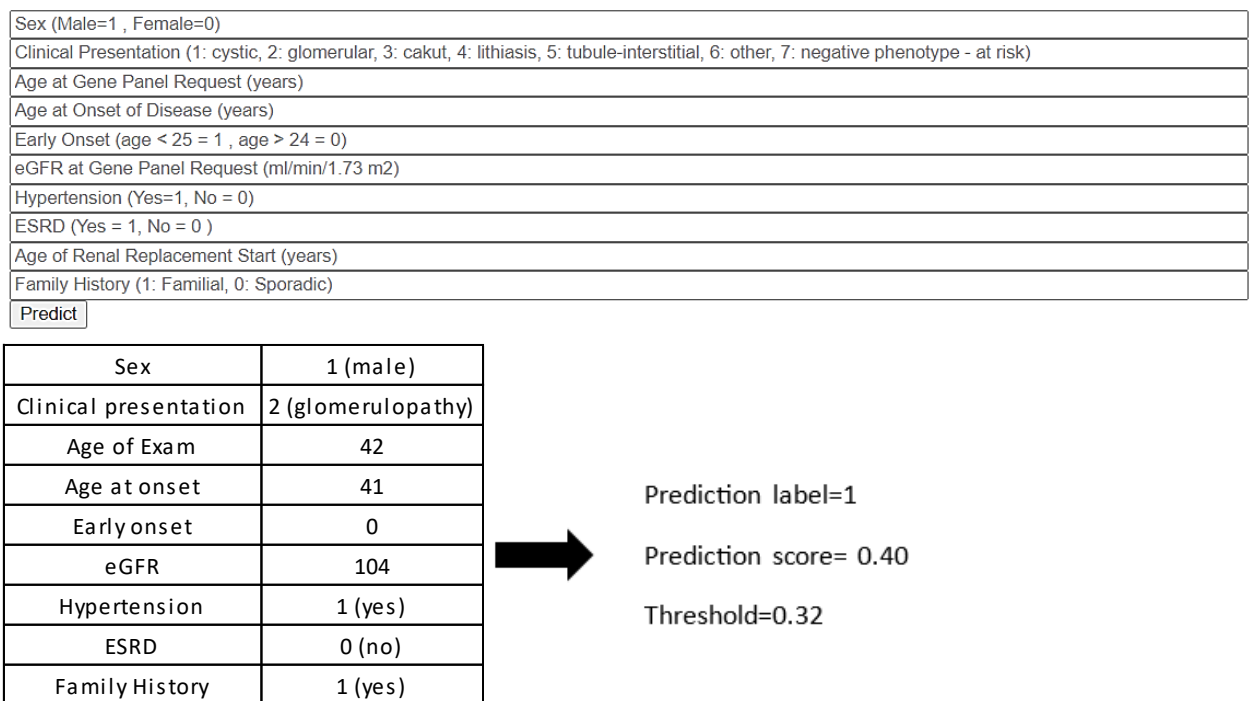 Sex (Male=1 , Female=0)
Clinical Presentation (1: cystic, 2: glomerular, 3: cakut, 4: lithiasis, 5: tubule-interstitial, 6: other, 7: negative phenotype - at risk)
Age at Gene Panel Request (years)
Age at Onset of Disease (years)
Early Onset (age < 25 = 1 , age > 24 = 0)
eGFR at Gene Panel Request (ml/min/1.73 m2)
Hypertension (Yes=1, No = 0)
ESRD (Yes = 1, No = 0 )
Age of Renal Replacement Start (years)
Family History (1: Familial, 0: Sporadic)
Predict
Sex 1 (male)
Clinical presentation 2 (glomerulopathy)
Age of Exam 42
Age at onset 41
Early onset 0
eGFR 104
Hypertension 1 (yes)
ESRD 0 (no)
Family History 1 (yes)
Prediction label=1
Prediction score= 0.40
Threshold=0.32